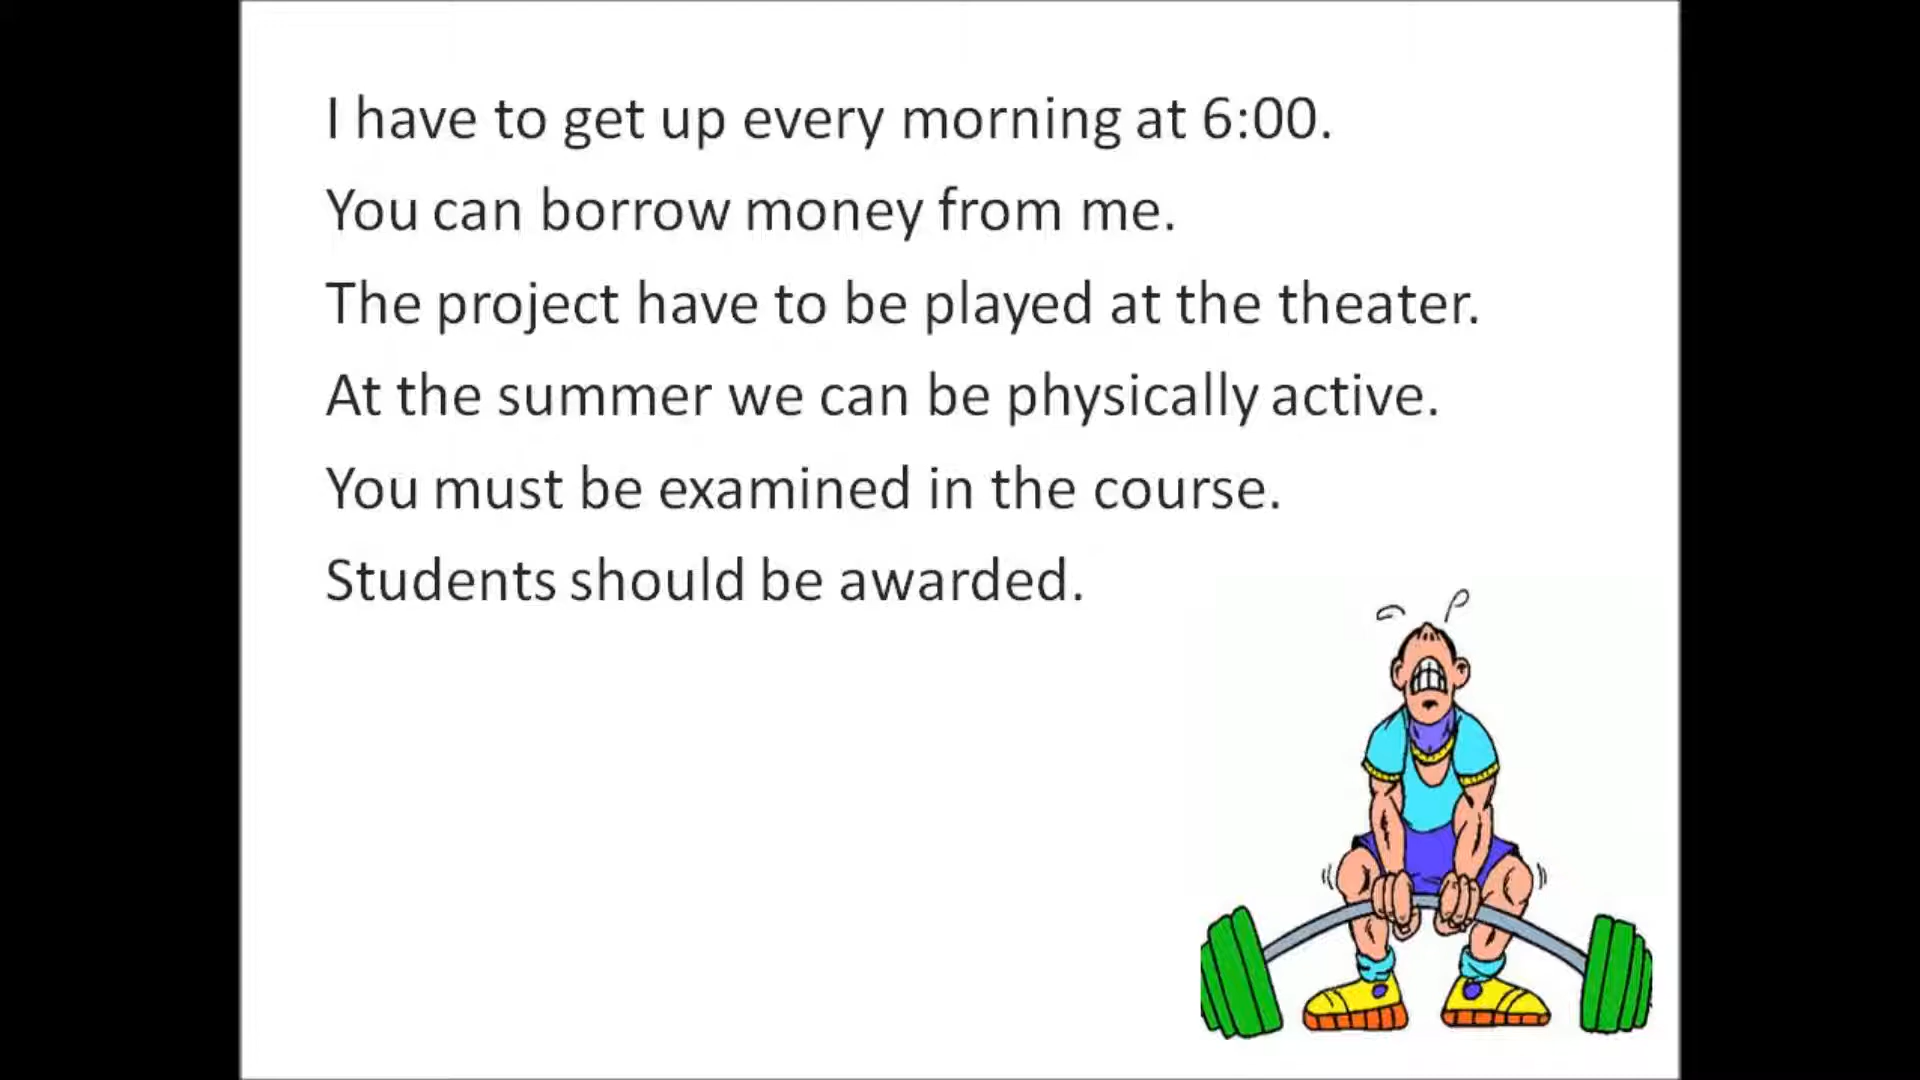 I have to get up every morning at 6:00.
You can borrow money from me.
The project have to be played at the theater.
At the summer we can be physically active.
You must be examined in the course.
Students should be awarded.